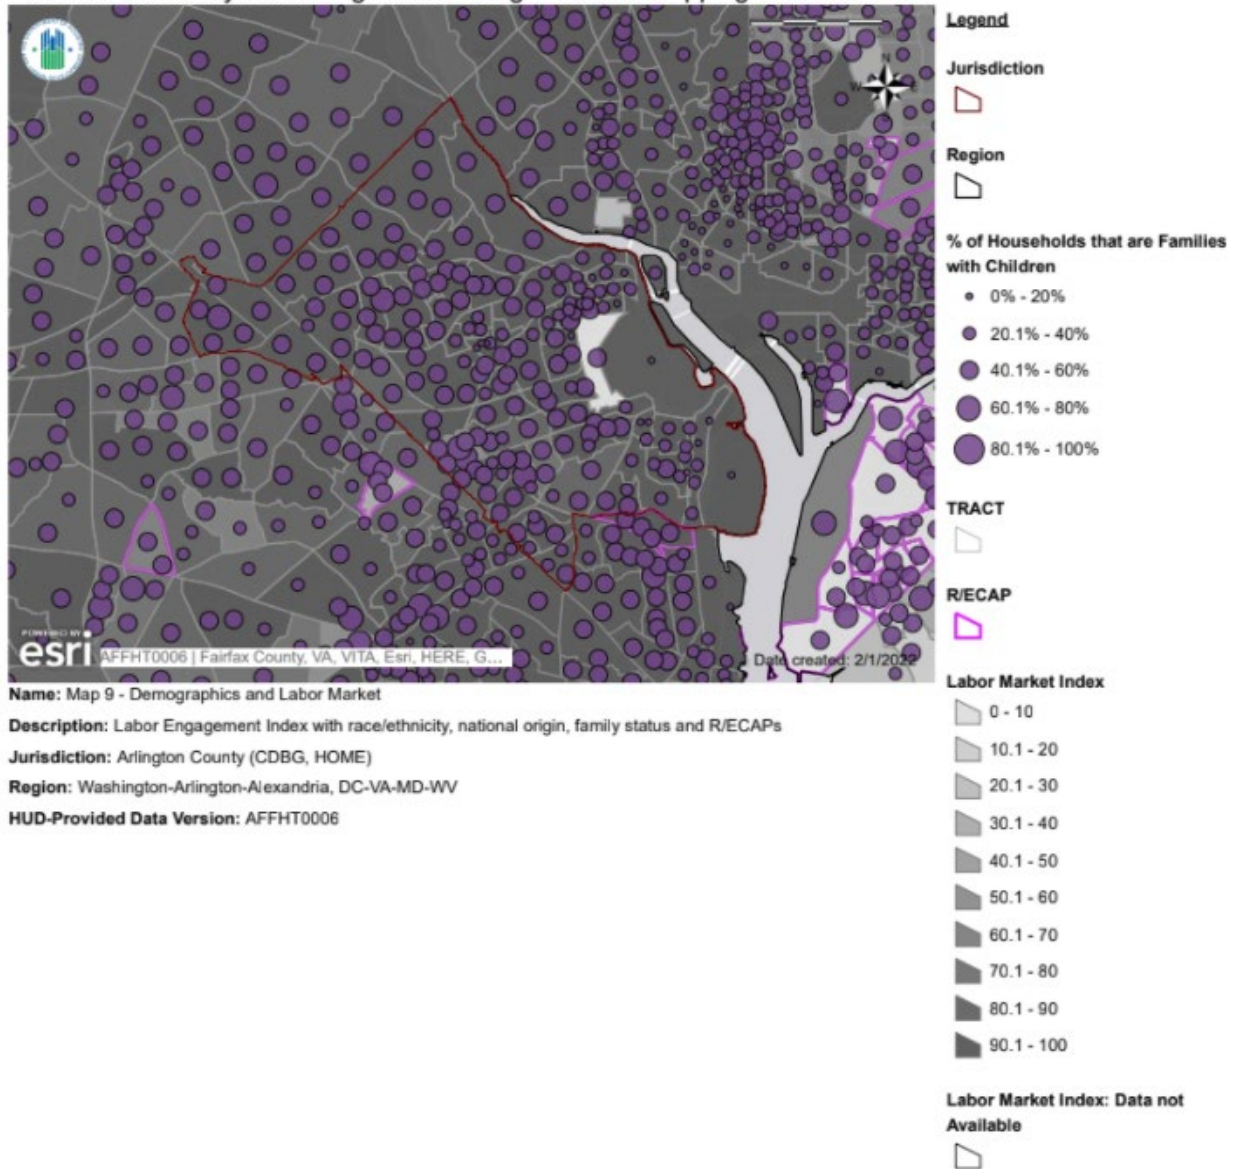 Legend
Jurisdiction
Region
% of Households that are Families
with Children
0% - 20%
20.1% - 40%
40.1% - 60%
60.1% - 80%
80.1% - 100%
TRACT
R/ECAP
Labor Market Index
0 - 10
10.1 - 20
20.1 - 30
30.1 - 40
40.1 - 50
50.1 - 60
60.1 - 70
70.1 - 80
80.1 - 90
90.1 - 100
Labor Market Index: Data not
Available
N
W
POWERED BY
esri
AFFHT0006 | Fairfax County, VA, VITA, Esri, HERE, G...
Date created: 2/1/2022
Name: Map 9 - Demographics and Labor Market
Description: Labor Engagement Index with race/ethnicity, national origin, family status and R/ECAPs
Jurisdiction: Arlington County (CDBG, HOME)
Region: Washington-Arlington-Alexandria, DC-VA-MD-WV
HUD-Provided Data Version: AFFHT0006